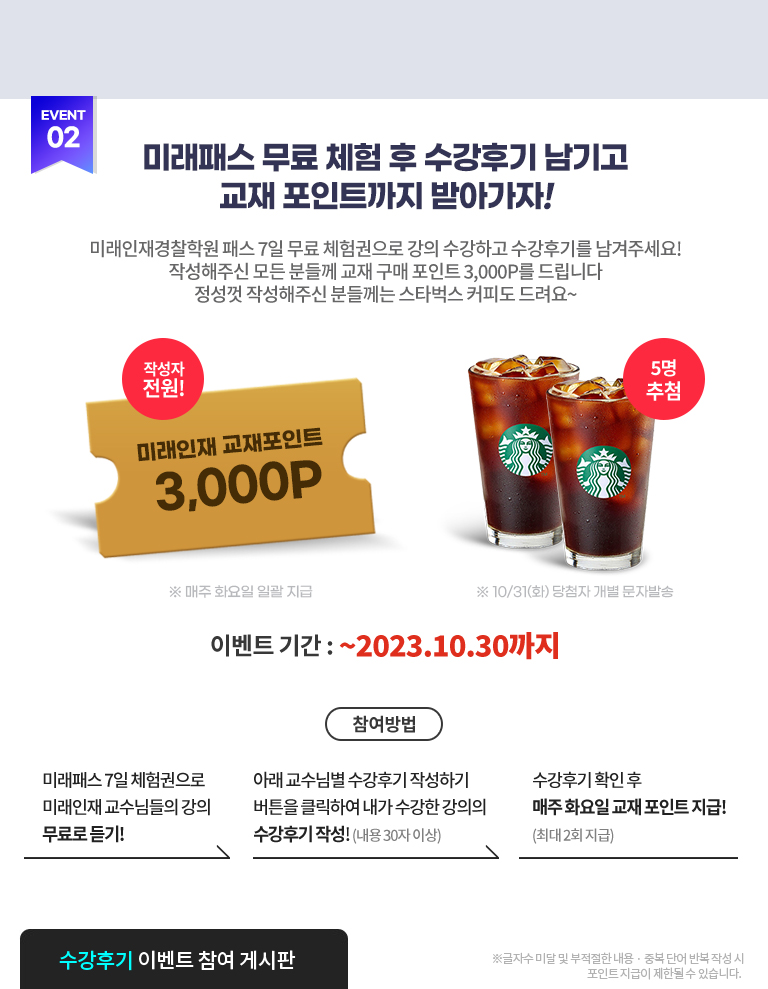 EVENT
02
미래패스 무료 체험 후 수강후기 남기고
교재 포인트까지 받아가자!
미래인재경찰학원 패스 7일 무료 체험권으로 강의 수강하고 수강후기를 남겨주세요!
작성해주신 모든 분들께 교재 구매 포인트 3,000P를 드립니다
정성껏 작성해주신 분들께는 스타벅스 커피도 드려요~
작성자
전원!
미래인재 교재포인트
3,000P
5명
추첨
※ 매주 화요일 일괄 지급
※ 10/31(화) 당첨자 개별 문자발송
이벤트 기간 : ~2023.10.30까지
참여방법
미래패스 7일 체험권으로
미래인재 교수님들의 강의
무료로 듣기!
아래 교수님별 수강후기 작성하기
버튼을 클릭하여 내가 수강한 강의의
수강후기 작성! (내용 30자 이상)
수강후기 확인 후
매주 화요일 교재 포인트 지급!
(최대 2회 지급)
수강후기 이벤트 참여 게시판
※글자수 미달 및 부적절한 내용 · 중복 단어 반복 작성 시
포인트 지급이 제한될 수 있습니다.